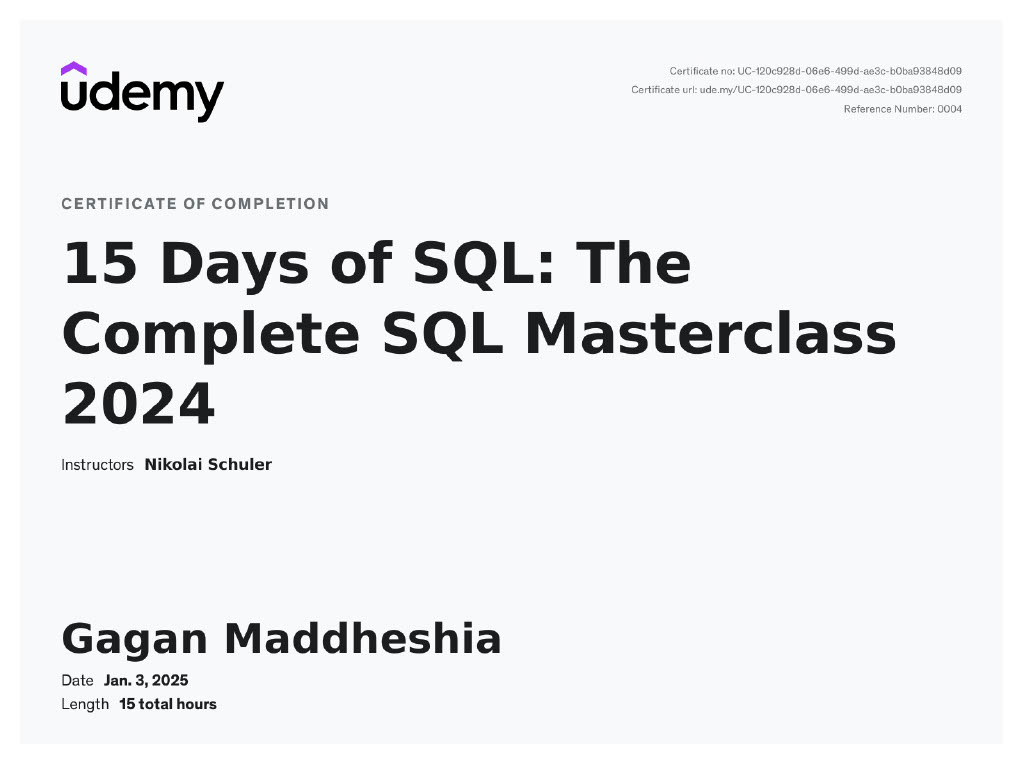 udemy
Certificate no: UC-120c928d-06e6-499d-ae3c-b0ba93848d09
Certificate url: ude.my/UC-120c928d-06e6-499d-ae3c-b0ba93848d09
Reference Number: 0004
CERTIFICATE OF COMPLETION
15 Days of SQL: The
Complete SQL Masterclass
2024
Instructors Nikolai Schuler
Gagan Maddheshia
Date Jan. 3, 2025
Length 15 total hours